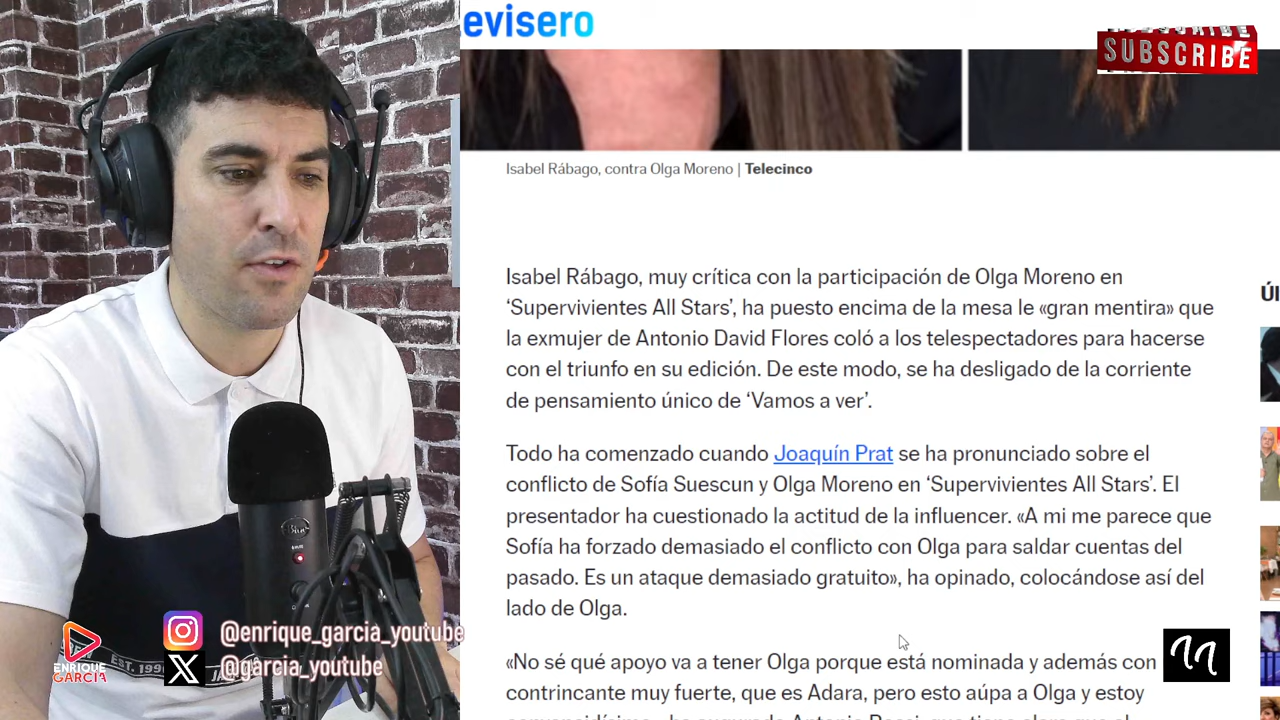 evisero
SUBSCRIBE
Isabel Rábago, contra Olga Moreno | Telecinco
Isabel Rábago, muy crítica con la participación de Olga Moreno en
‘Supervivientes All Stars’, ha puesto encima de la mesa le «gran mentira» que
la exmujer de Antonio David Flores coló a los telespectadores para hacerse
con el triunfo en su edición. De este modo, se ha desligado de la corriente
de pensamiento único de ‘Vamos a ver’.
Todo ha comenzado cuando Joaquín Prat se ha pronunciado sobre el
conflicto de Sofía Suescun y Olga Moreno en ‘Supervivientes All Stars’. El
presentador ha cuestionado la actitud de la influencer. «A mi me parece que
Sofía ha forzado demasiado el conflicto con Olga para saldar cuentas del
pasado. Es un ataque demasiado gratuito», ha opinado, colocándose así del
lado de Olga.
«No sé qué apoyo va a tener Olga porque está nominada y además con
contrincante muy fuerte, que es Adara, pero esto aúpa a Olga y estoy
ÚI
@enrique_garcia_youtube
@garcia_youtube
ENRIQUE
GARCIA
EST. 1996